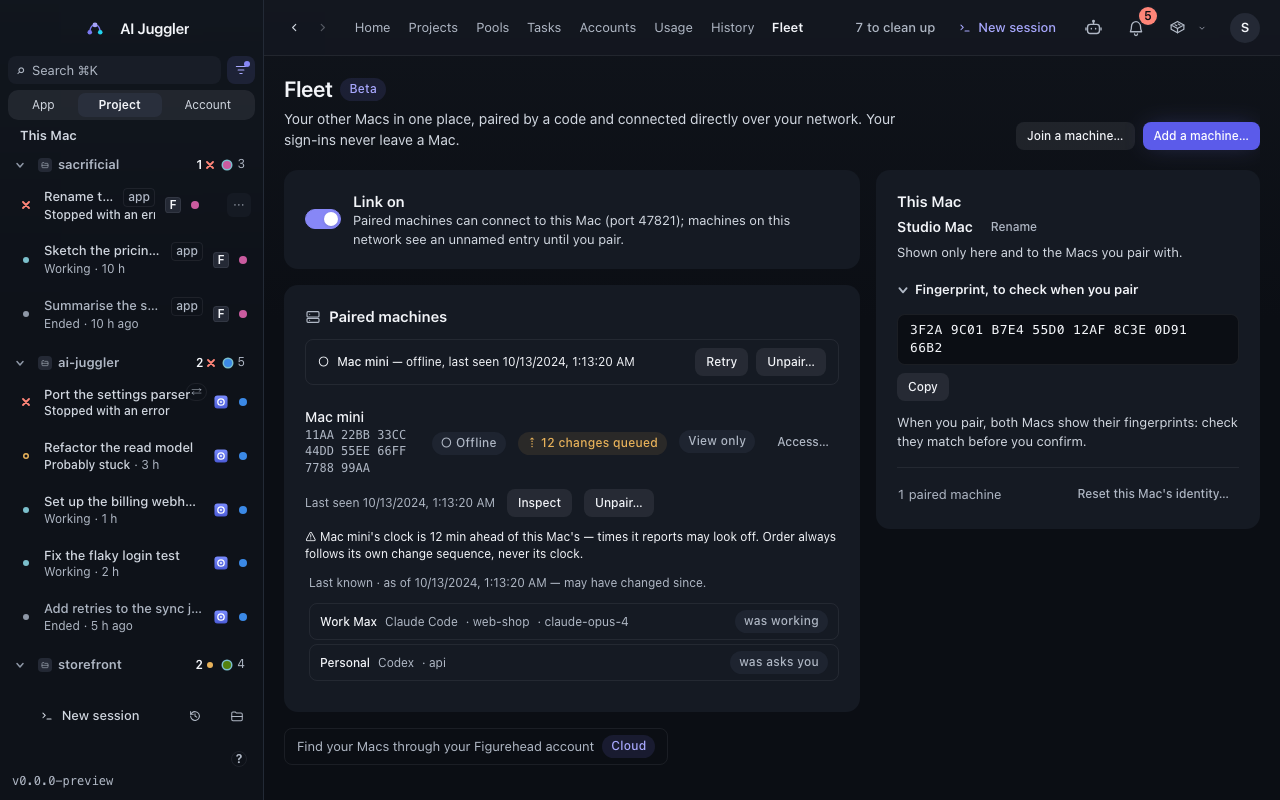 AI Juggler
Home Projects Pools Tasks Accounts Usage History Fleet
7 to clean up
New session
5
S
Search ⌘K
App Project Account
This Mac
sacrificial 1 3
Rename t... app F
Stopped with an err
Sketch the pricin... app F
Working · 10 h
Summarise the s... app F
Ended · 10 h ago
ai-juggler 2 5
Port the settings parser
Stopped with an error
Refactor the read model
Probably stuck · 3 h
Set up the billing webh...
Working · 1 h
Fix the flaky login test
Working · 2 h
Add retries to the sync j...
Ended · 5 h ago
storefront 2 4
New session
?
v0.0.0-preview
Fleet Beta
Your other Macs in one place, paired by a code and connected directly over your network. Your
sign-ins never leave a Mac.
Join a machine... Add a machine...
Link on
Paired machines can connect to this Mac (port 47821); machines on this
network see an unnamed entry until you pair.
Paired machines
Mac mini — offline, last seen 10/13/2024, 1:13:20 AM Retry Unpair...
Mac mini
11AA 22BB 33CC
44DD 55EE 66FF
7788 99AA
Offline ⇡ 12 changes queued View only Access...
Last seen 10/13/2024, 1:13:20 AM Inspect Unpair...
⚠ Mac mini's clock is 12 min ahead of this Mac's — times it reports may look off. Order always
follows its own change sequence, never its clock.
Last known · as of 10/13/2024, 1:13:20 AM — may have changed since.
Work Max Claude Code · web-shop · claude-opus-4 was working
Personal Codex · api was asks you
Find your Macs through your Figurehead account Cloud
This Mac
Studio Mac Rename
Shown only here and to the Macs you pair with.
Fingerprint, to check when you pair
3F2A 9C01 B7E4 55D0 12AF 8C3E 0D91
66B2
Copy
When you pair, both Macs show their fingerprints: check
they match before you confirm.
1 paired machine Reset this Mac's identity...